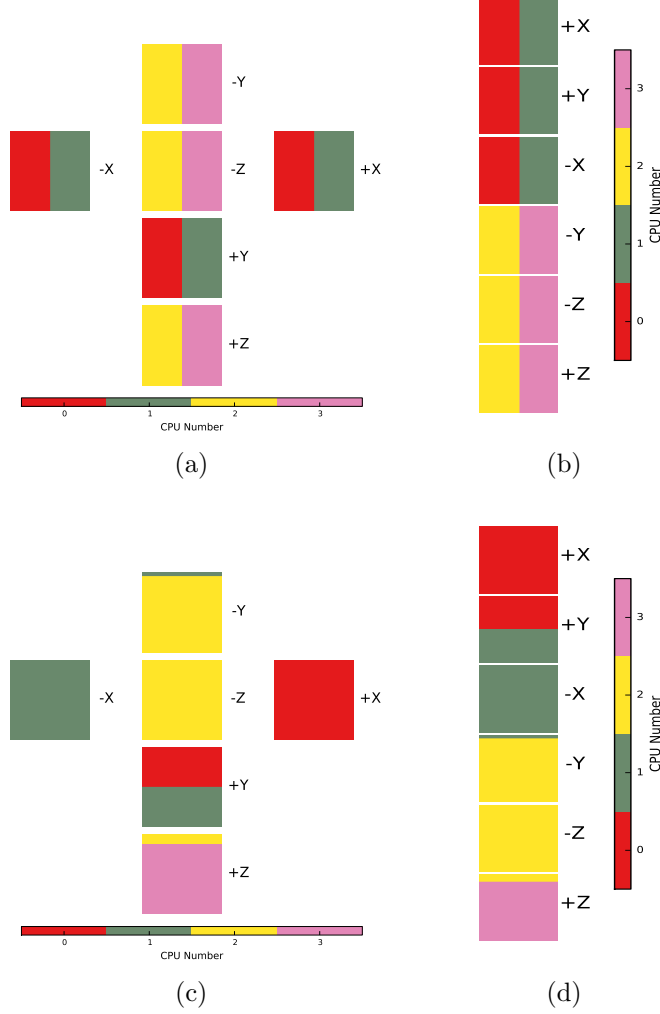 -Y
-X
-Z
+X
+Y
+Z
0 1 2 3
CPU Number
(a)
+X
+Y
-X
-Y
-Z
+Z
3
2
1
0
CPU Number
(b)
-Y
-X
-Z
+X
+Y
+Z
0 1 2 3
CPU Number
(c)
+X
+Y
-X
-Y
-Z
+Z
3
2
1
0
CPU Number
(d)